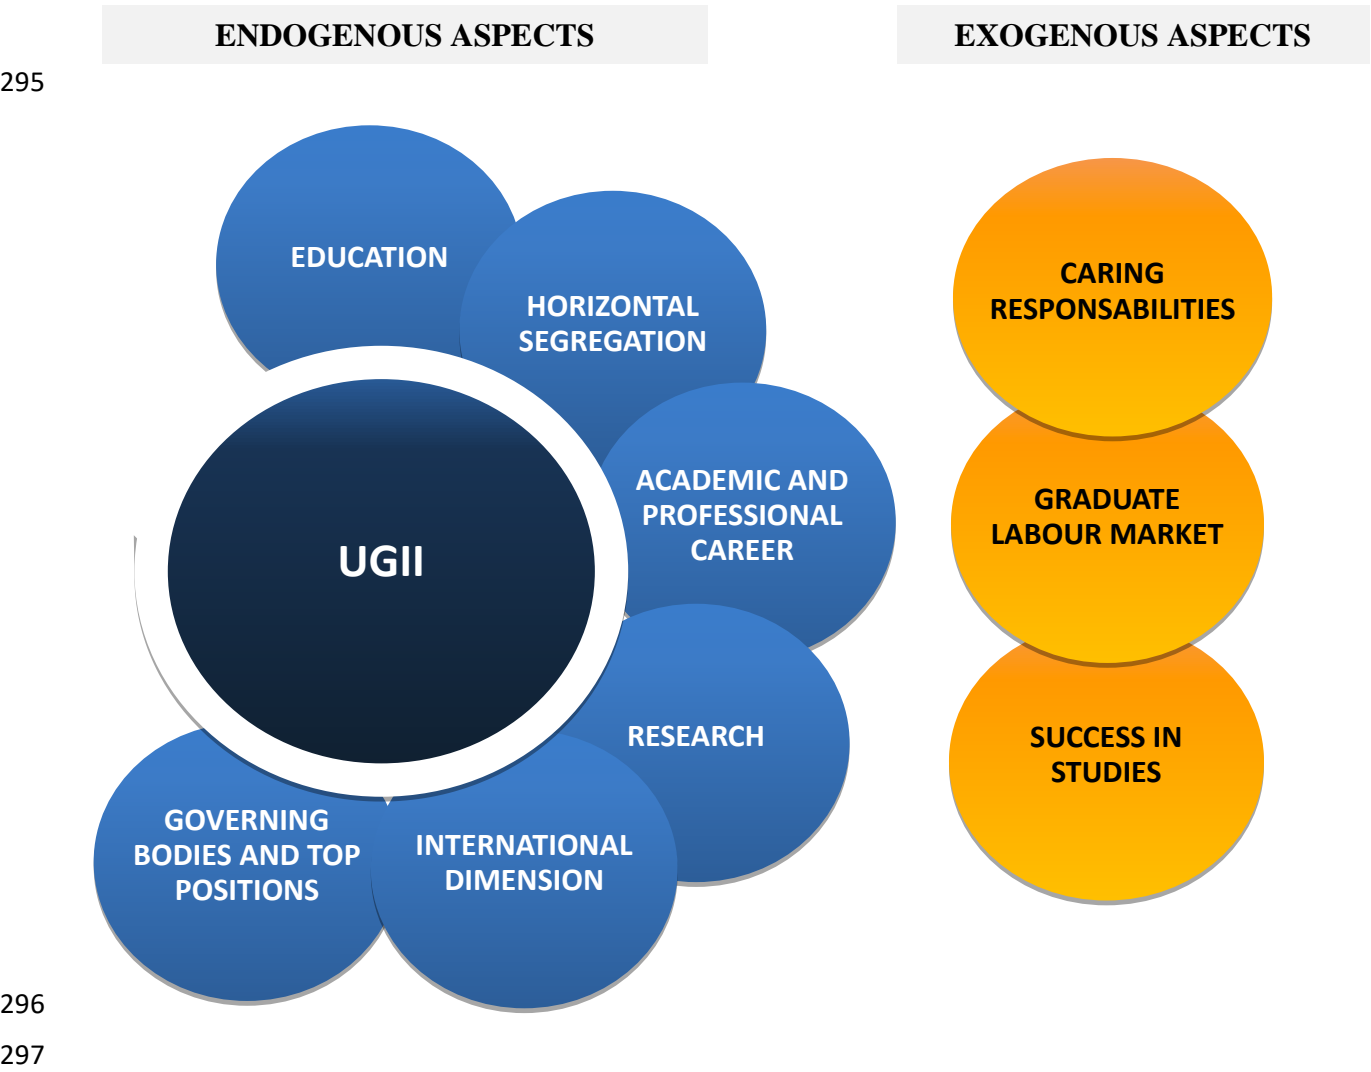 ENDOGENOUS ASPECTS
EXOGENOUS ASPECTS
295
EDUCATION
HORIZONTAL
SEGREGATION
ACADEMIC AND
PROFESSIONAL
CAREER
UGII
RESEARCH
INTERNATIONAL
DIMENSION
GOVERNING
BODIES AND TOP
POSITIONS
CARING
RESPONSABILITIES
GRADUATE
LABOUR MARKET
SUCCESS IN
STUDIES
296
297